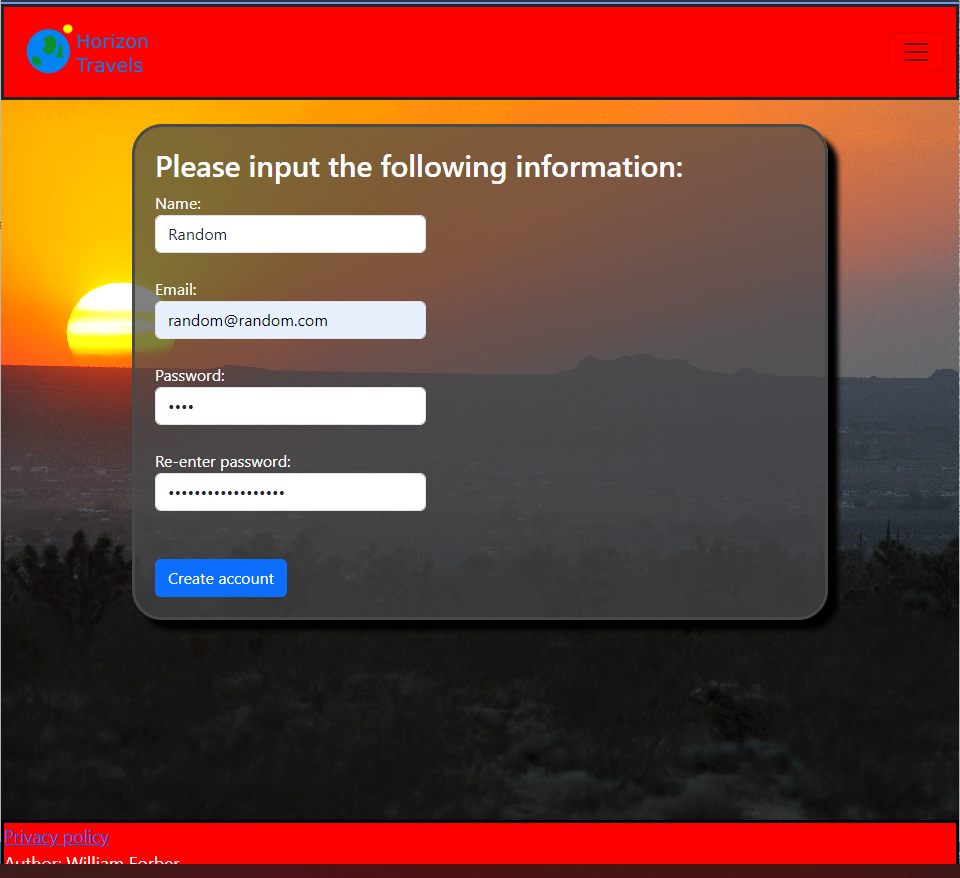 Horizon
Travels
Please input the following information:
Name:
Random
Email:
random@random.com
Password:
••••
Re-enter password:
••••••••••••••••••
Create account
Privacy policy
Author: William Forber